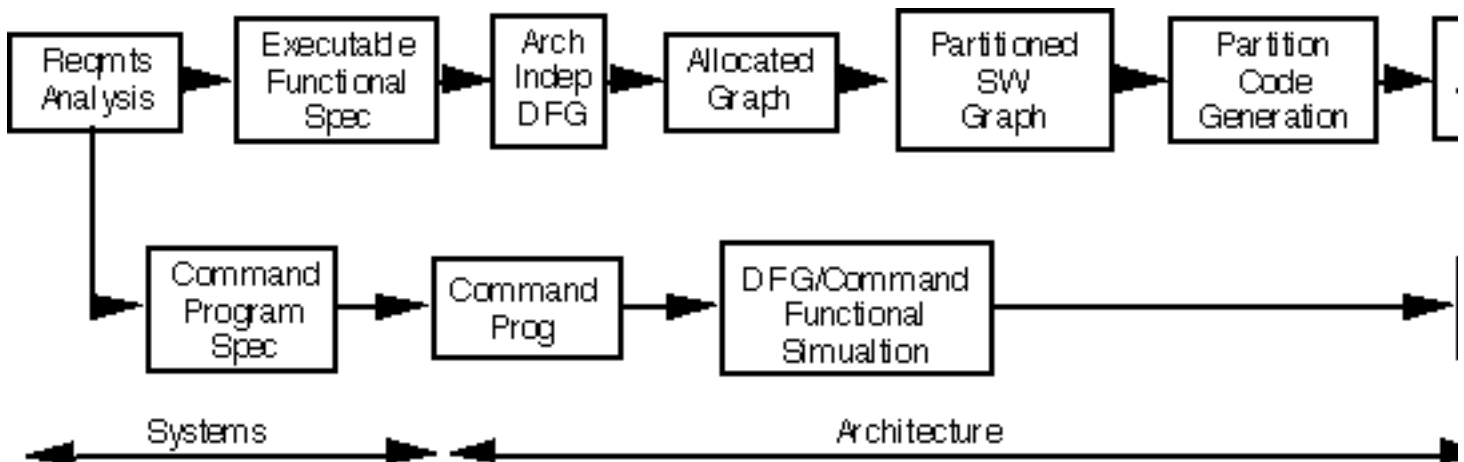 Reqmts
Analysis
Executable
Functional
Spec
Arch
Indep
DFG
Allocated
Graph
Partitioned
SW
Graph
Partition
Code
Generation
Command
Program
Spec
Command
Prog
DFG/Command
Functional
Simualtion
Systems
Architecture